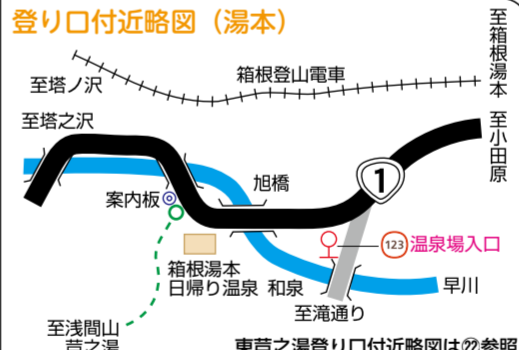 登り口付近略図（湯本）
至箱根湯本
箱根登山電車
至塔ノ沢
至塔之沢
至小田原
1
旭橋
案内板
123 温泉場入口
箱根湯本
日帰り温泉 和泉
早川
至滝通り
至浅間山
芦之湯
東芦之湯登り口付近略図は㉒参照